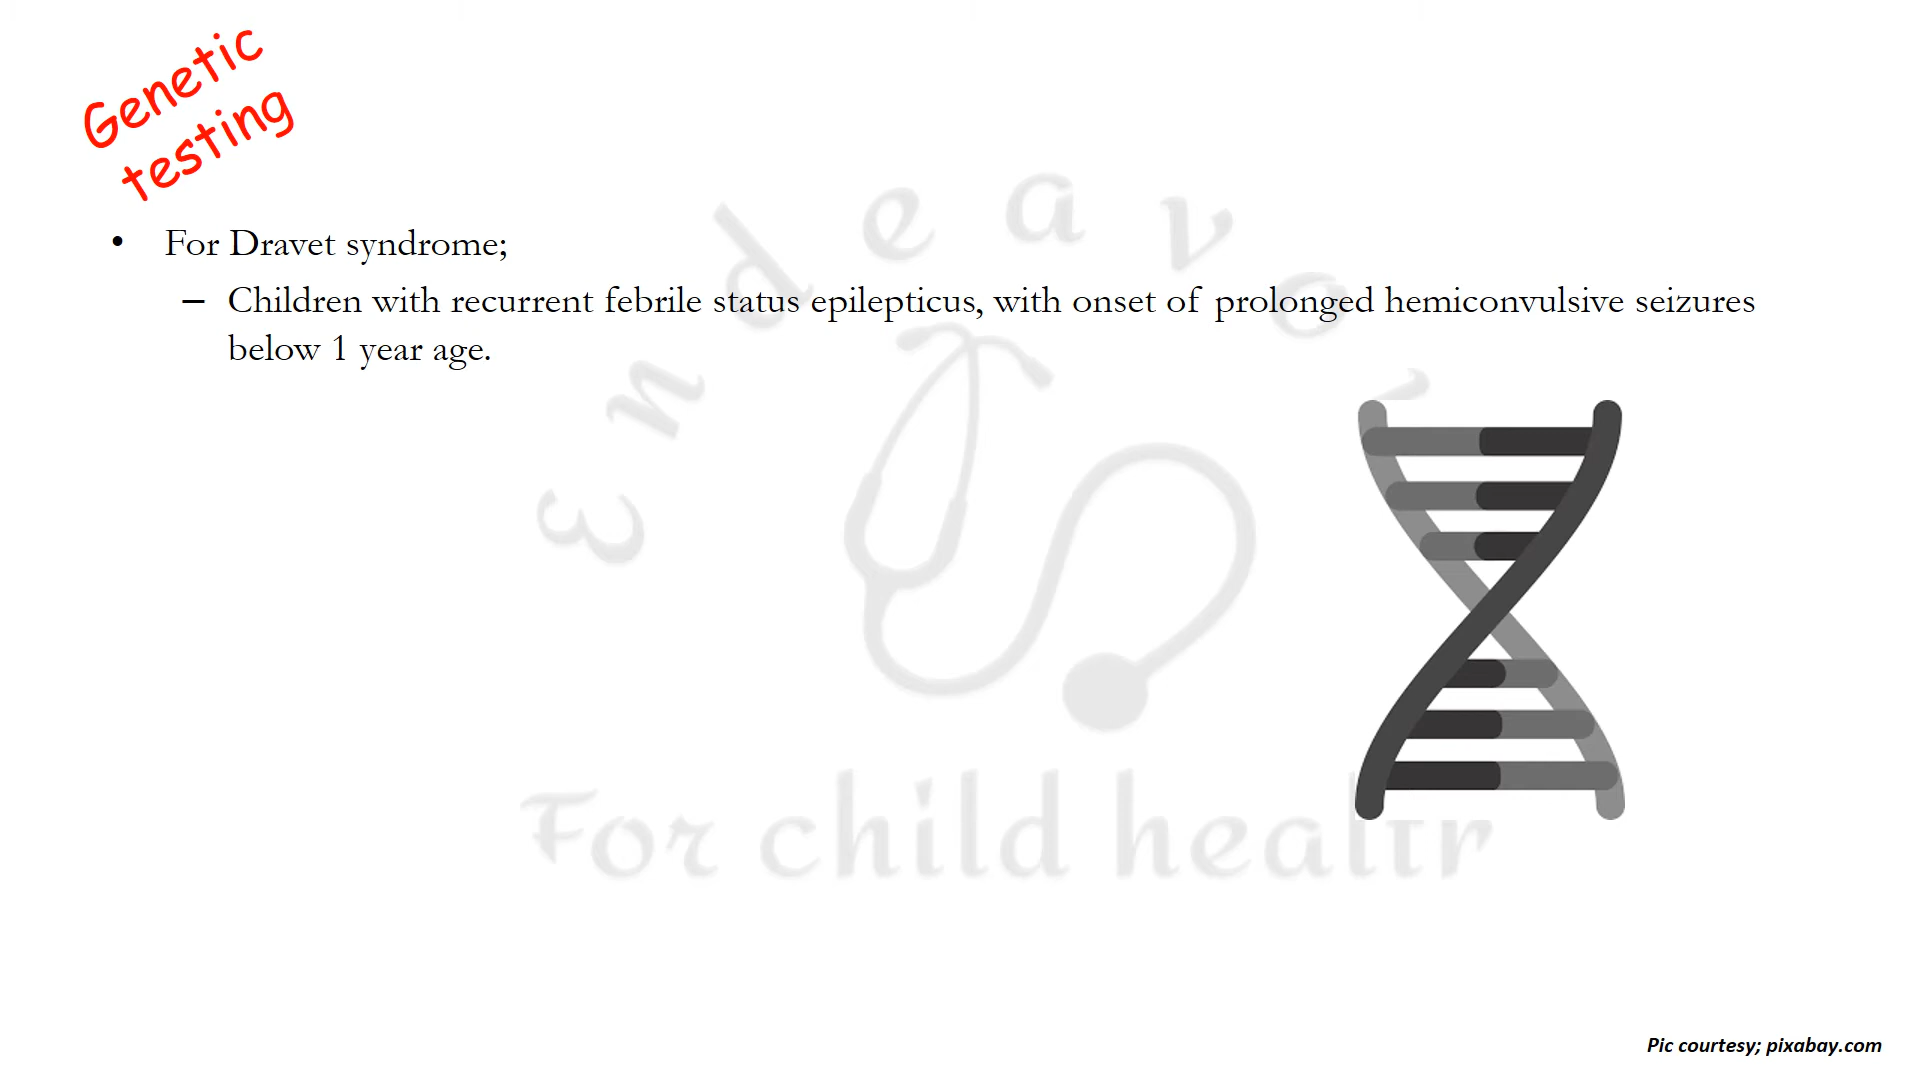 Genetic
testing
• For Dravet syndrome;
– Children with recurrent febrile status epilepticus, with onset of prolonged hemiconvulsive seizures
below 1 year age.
Endeavor
For child health
Pic courtesy; pixabay.com